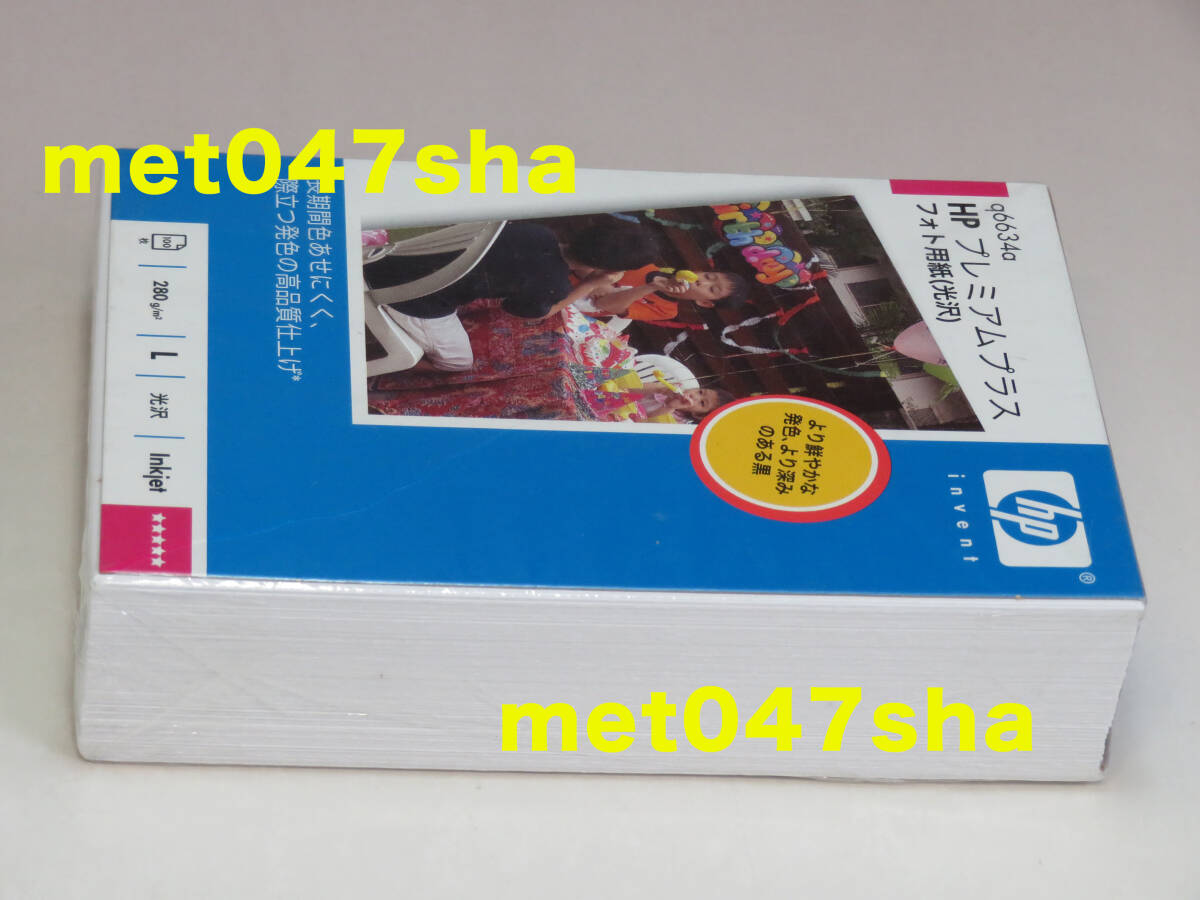 met047sha
q6634a
HP プレミアムプラス
フォト用紙(光沢)
より鮮やかな
発色、より深み
のある黒
長期間色あせにくく、
際立つ発色の高品質仕上げ*
hp
®
invent
100
枚
280 g/m²
L
光沢
Inkjet
★★★★★
met047sha